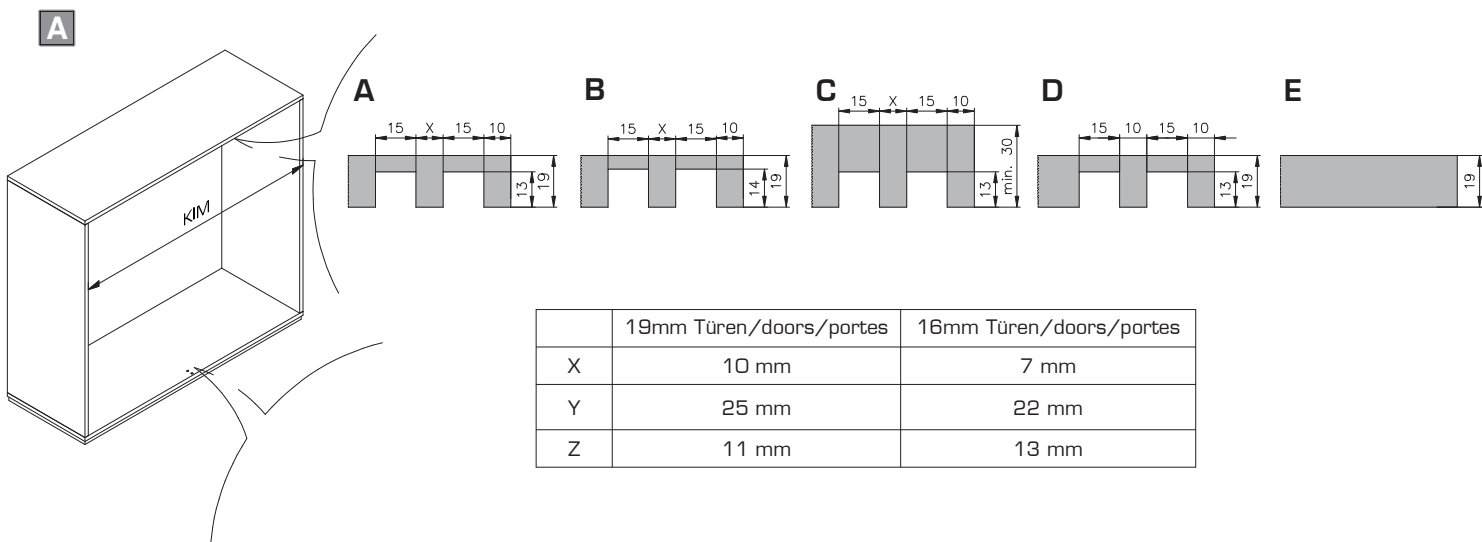 A
KIM
A
15 X 15 10
13 19
B
15 X 15 10
14 19
C
15 X 15 10
13 min. 30
D
15 10 15 10
13 19
E
19
19mm Türen/doors/portes 16mm Türen/doors/portes
X 10 mm 7 mm
Y 25 mm 22 mm
Z 11 mm 13 mm